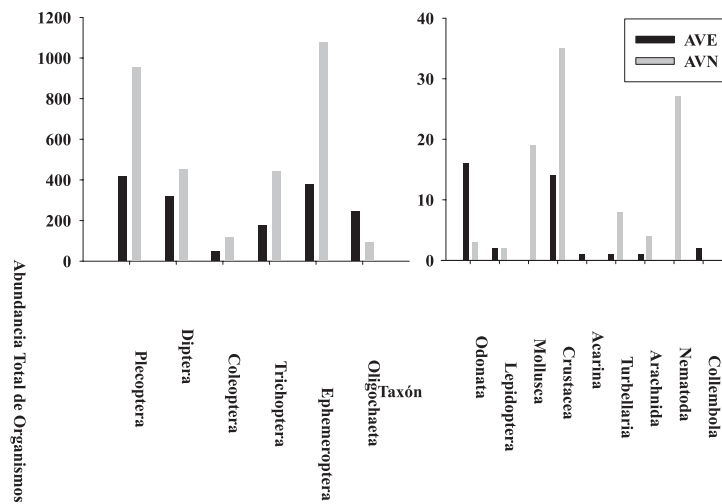 1200
1000
800
600
400
200
0
40
30
20
10
0
AVE
AVN
Abundancia Total de Organismos
Plecoptera
Diptera
Coleoptera
Trichoptera
Ephemeroptera
Oligochaeta
Taxón
Odonata
Lepidoptera
Mollusca
Crustacea
Acarina
Turbellaria
Arachnida
Nematoda
Collembola